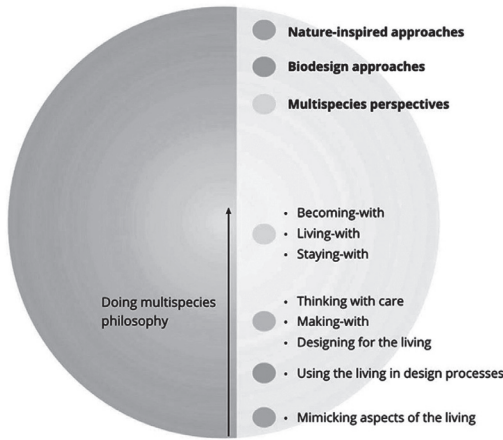 Nature-inspired approaches
Biodesign approaches
Multispecies perspectives
• Becoming-with
• Living-with
• Staying-with
Doing multispecies
philosophy
• Thinking with care
• Making-with
• Designing for the living
• Using the living in design processes
• Mimicking aspects of the living